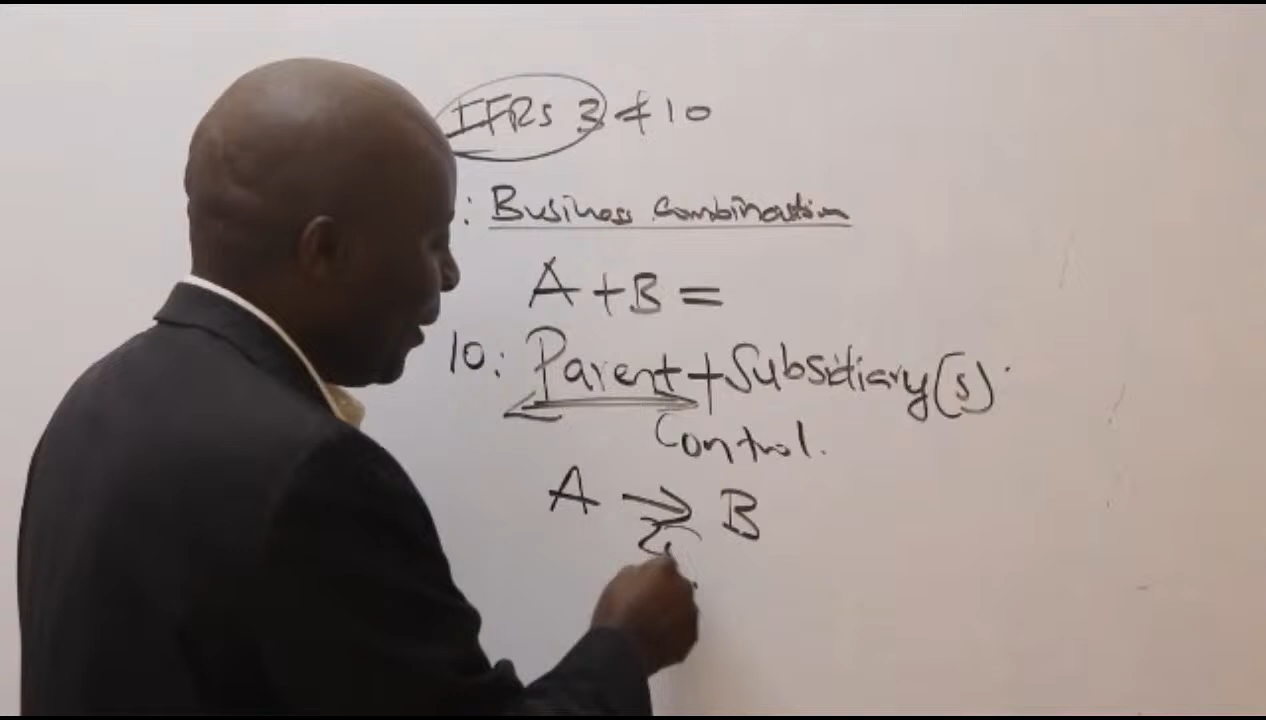 IFRS 3 & 10
: Business Combination
A + B =
10: Parent + Subsidiary(s).
Control.
A → B